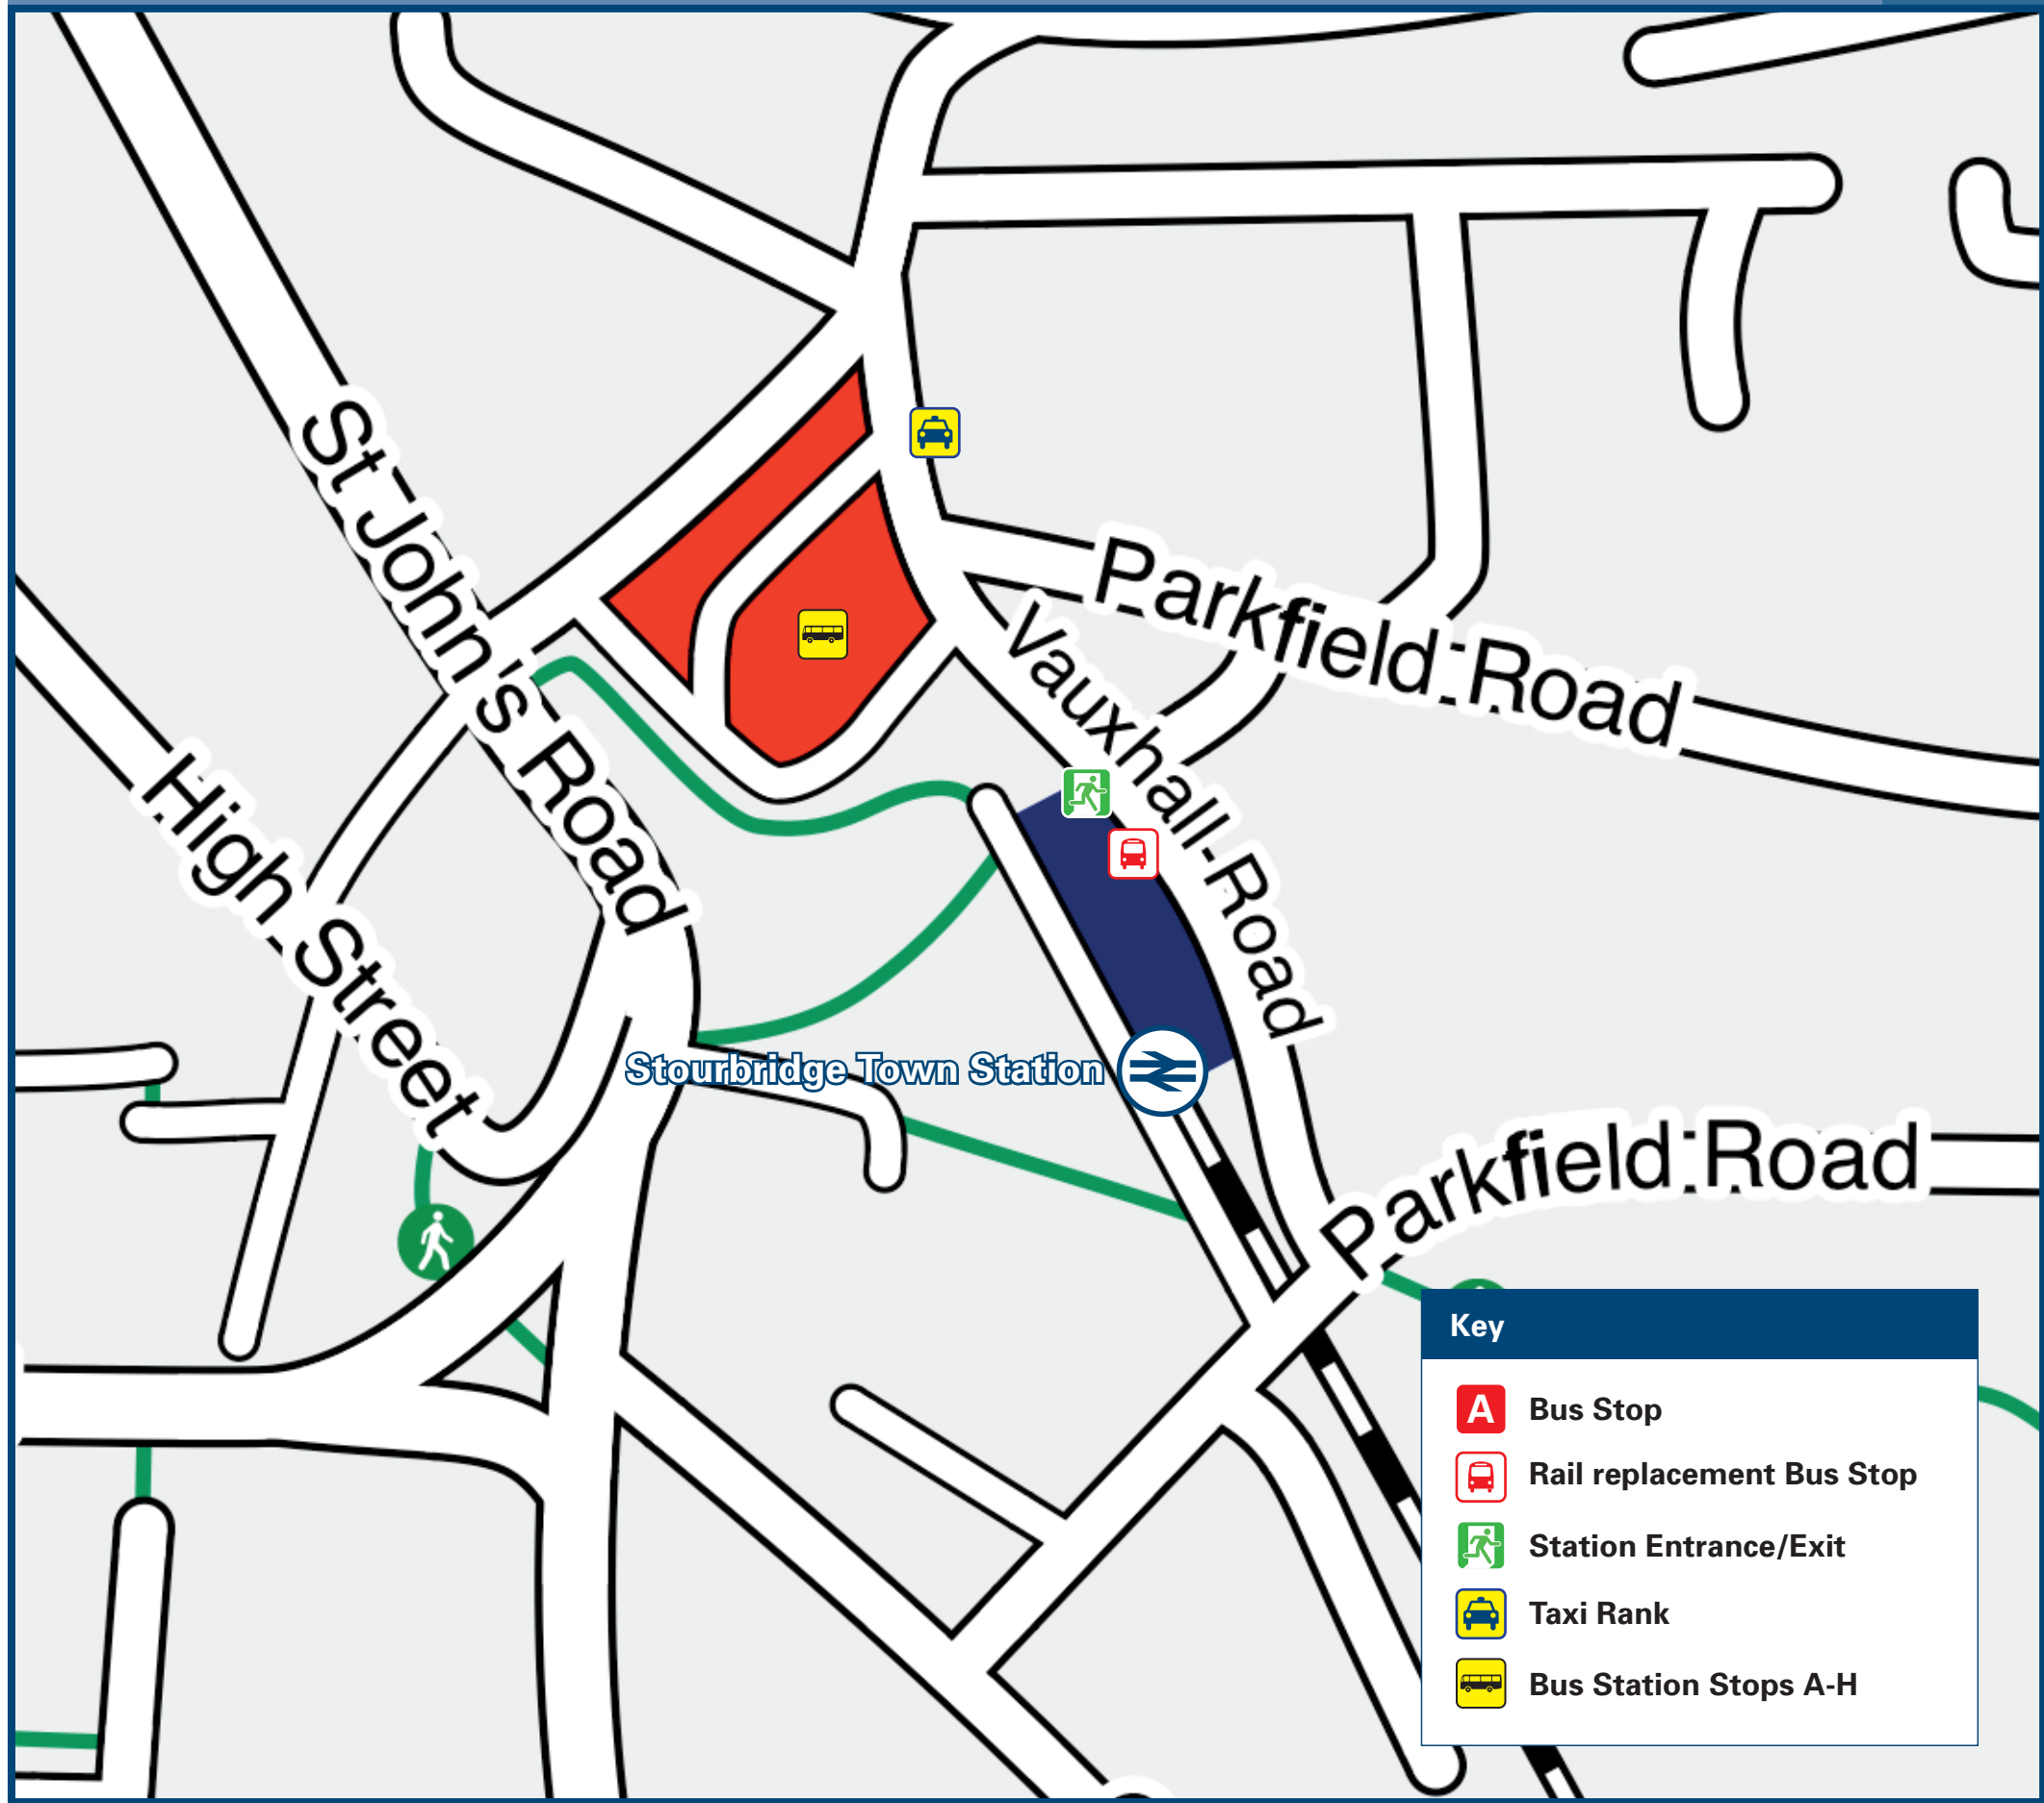 St John's Road
Parkfield Road
Vauxhall Road
High Street
Stourbridge Town Station
Parkfield Road
Key
A Bus Stop
Rail replacement Bus Stop
Station Entrance/Exit
Taxi Rank
Bus Station Stops A-H